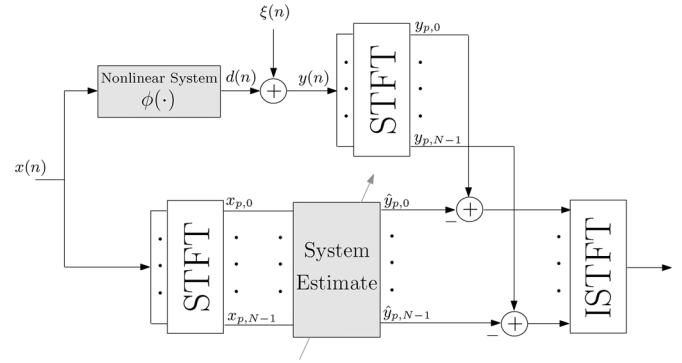 ξ(n)
y_{p,0}
Nonlinear System
ϕ(·)
d(n)
+
y(n)
STFT
y_{p,N−1}
x(n)
x_{p,0}
STFT
x_{p,N−1}
System
Estimate
ŷ_{p,0}
−
+
ŷ_{p,N−1}
−
+
ISTFT